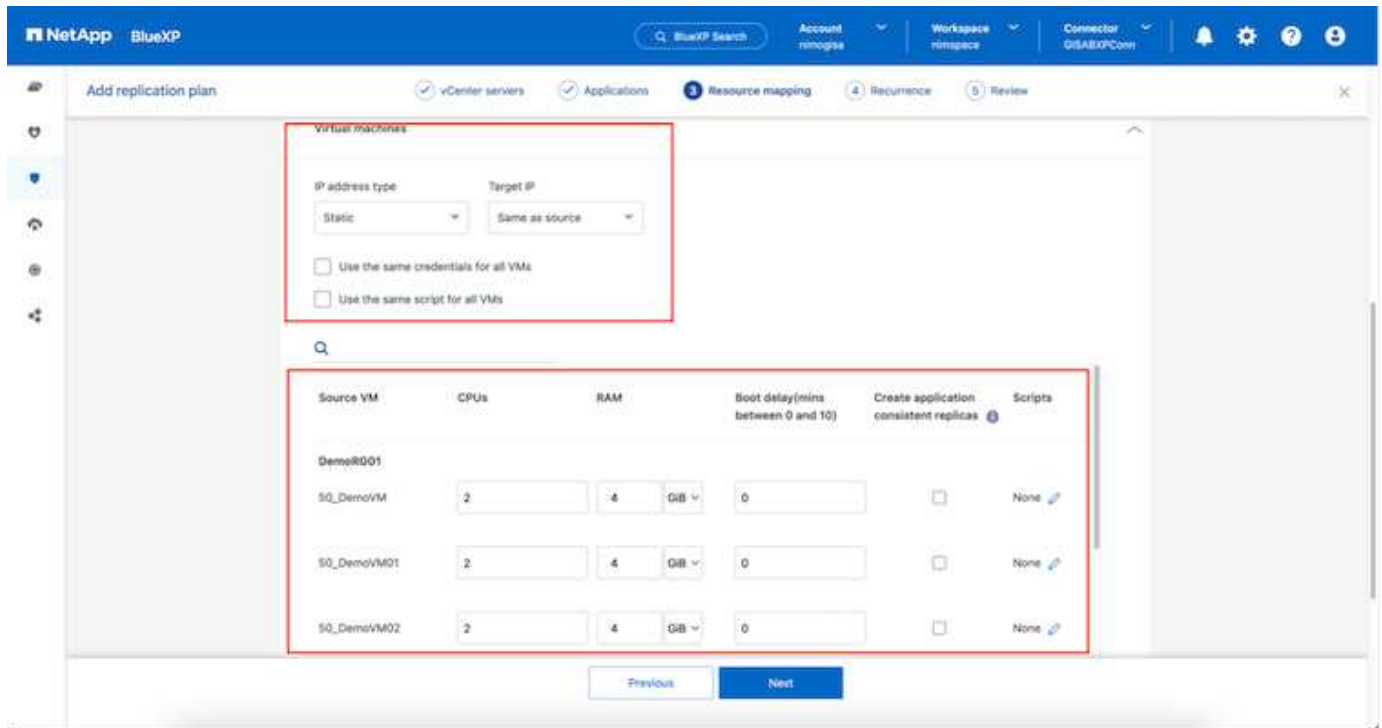 NetApp BlueXP
BlueXP Search
Account
nimogisa
Workspace
nimspace
Connector
GISABXPConn
Add replication plan
vCenter servers
Applications
3 Resource mapping
4 Recurrence
5 Review
Virtual machines
IP address type
Target IP
Static
Same as source
Use the same credentials for all VMs
Use the same script for all VMs
Source VM CPUs RAM Boot delay(mins between 0 and 10) Create application consistent replicas Scripts
DemoRG01
SQ_DemoVM 2 4 GiB 0 None
SQ_DemoVM01 2 4 GiB 0 None
SQ_DemoVM02 2 4 GiB 0 None
Previous
Next